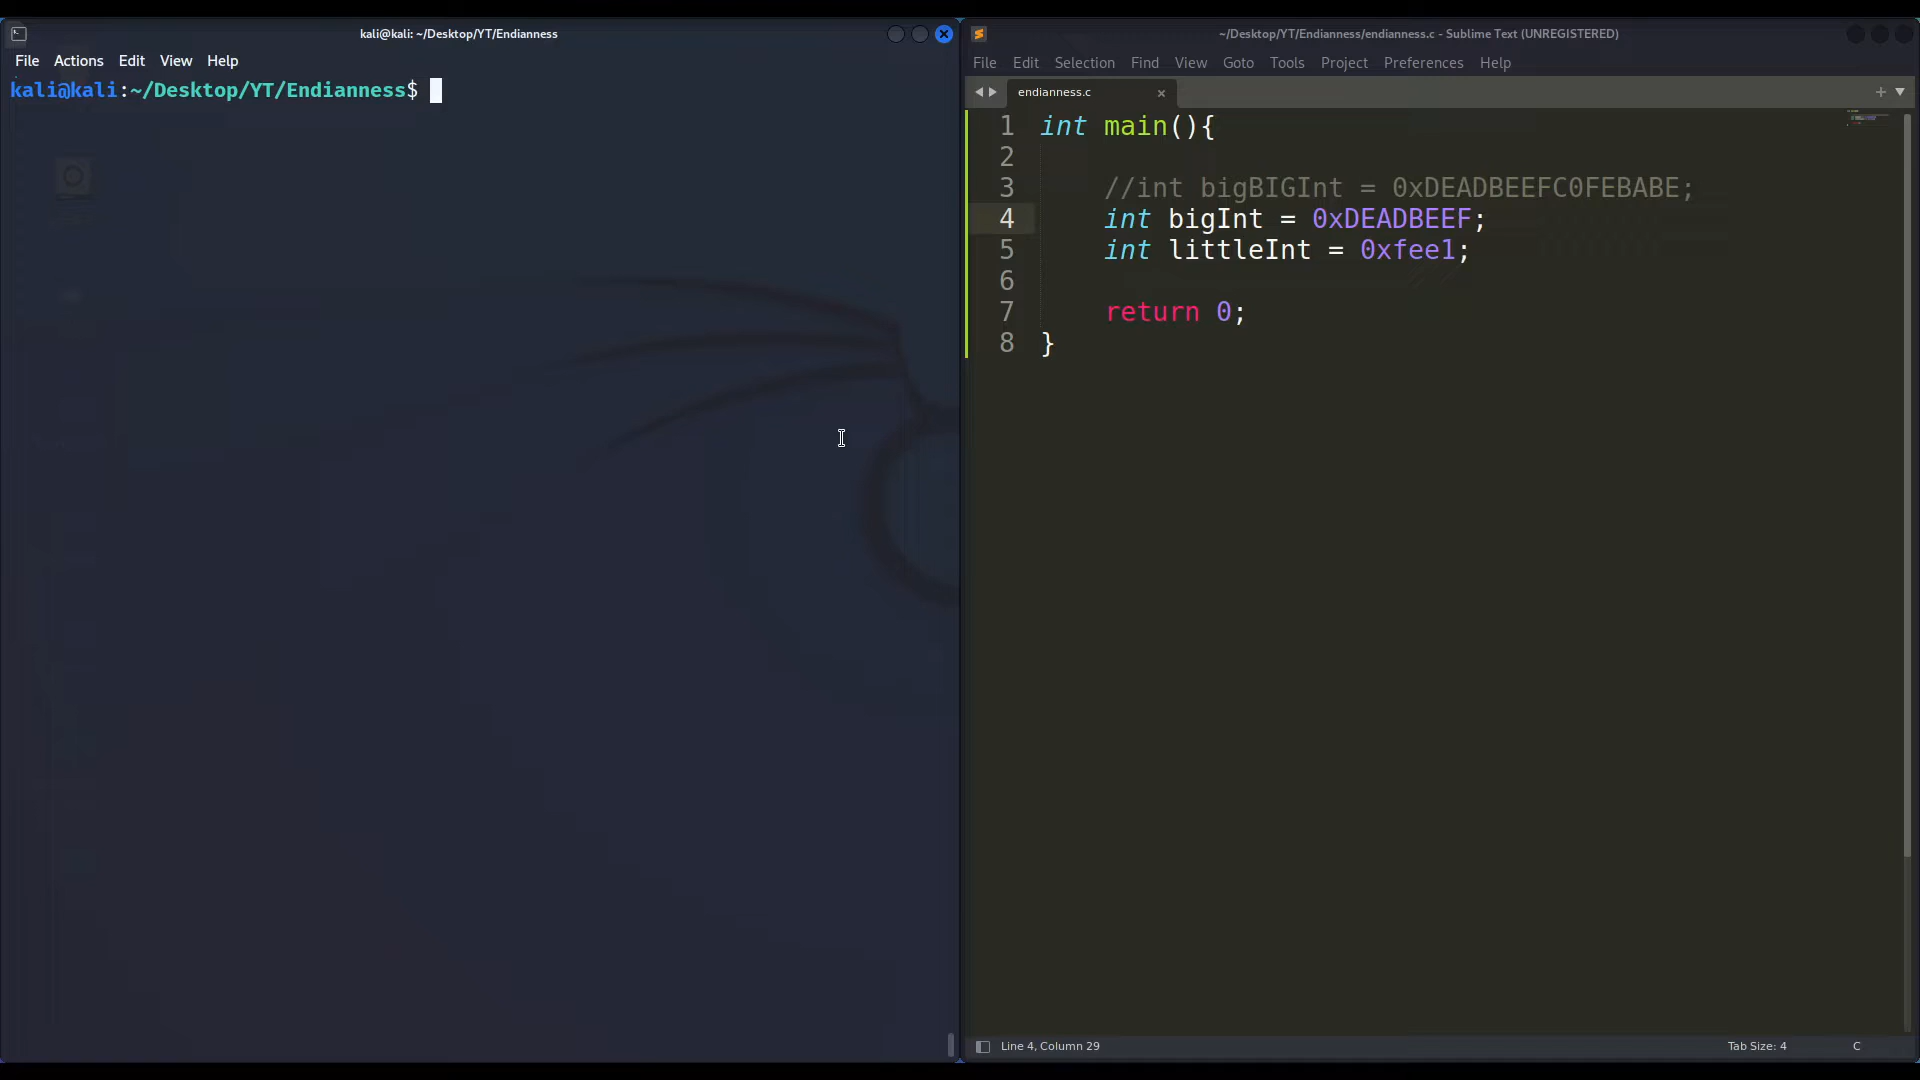 kali@kali: ~/Desktop/YT/Endianness
File Actions Edit View Help
kali@kali:~/Desktop/YT/Endianness$
~/Desktop/YT/Endianness/endianness.c - Sublime Text (UNREGISTERED)
File Edit Selection Find View Goto Tools Project Preferences Help
endianness.c
1 int main(){
2
3 //int bigBIGInt = 0xDEADBEEFC0FEBABE;
4 int bigInt = 0xDEADBEEF;
5 int littleInt = 0xfee1;
6
7 return 0;
8 }
Line 4, Column 29
Tab Size: 4
C